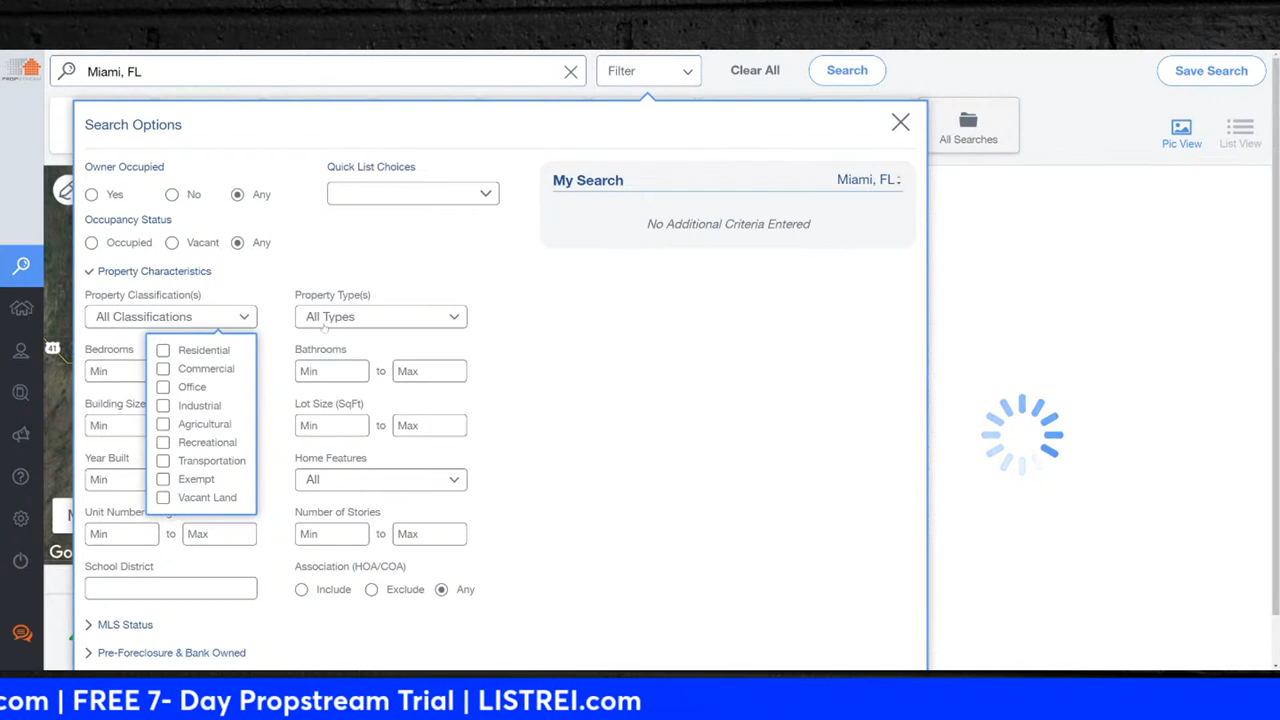 PROPSTREAM
Miami, FL
Filter
Clear All
Search
Save Search
Search Options
All Searches
Pic View
List View
Owner Occupied
Quick List Choices
Yes
No
Any
My Search
Miami, FL
No Additional Criteria Entered
Occupancy Status
Occupied
Vacant
Any
Property Characteristics
Property Classification(s)
Property Type(s)
All Classifications
All Types
Residential
Commercial
Office
Industrial
Agricultural
Recreational
Transportation
Exempt
Vacant Land
41
Bedrooms
Bathrooms
Min
Min to Max
Building Size
Lot Size (SqFt)
Min
Min to Max
Year Built
Home Features
Min
All
Unit Number
Number of Stories
Min to Max
Min to Max
Goo
School District
Association (HOA/COA)
Include
Exclude
Any
MLS Status
Pre-Foreclosure & Bank Owned
com | FREE 7- Day Propstream Trial | LISTREI.com